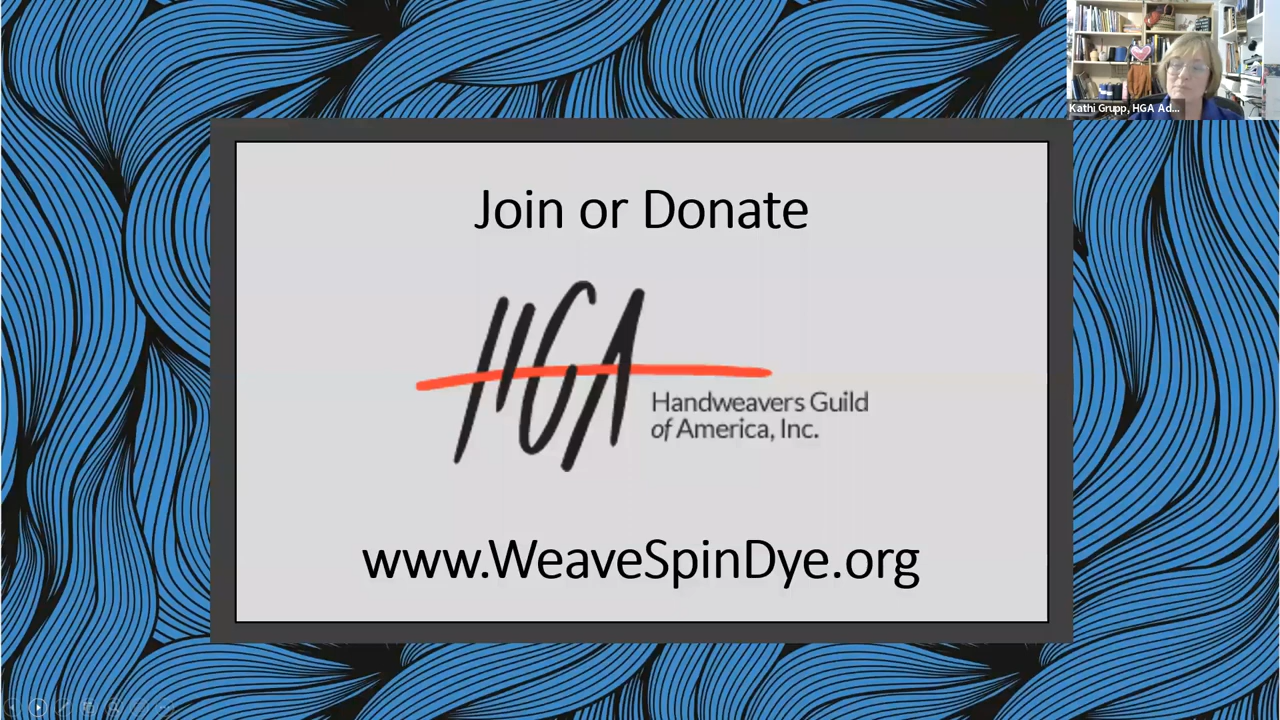 Kathi Grupp, HGA Ad...
Join or Donate
HGA
Handweavers Guild
of America, Inc.
www.WeaveSpinDye.org